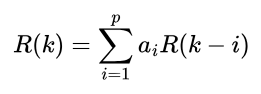 R(k) = \sum_{i=1}^{p} a_i R(k − i)